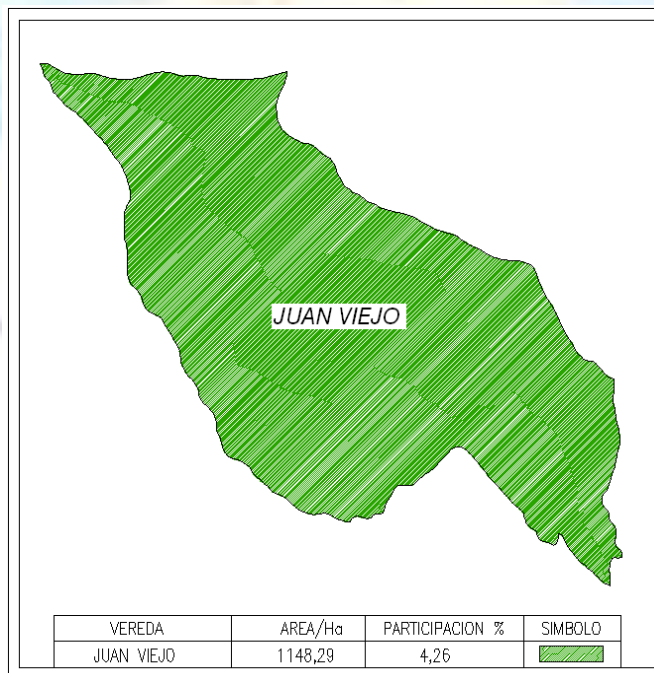 JUAN VIEJO
VEREDA AREA/Ha PARTICIPACION % SIMBOLO
JUAN VIEJO 1148,29 4,26